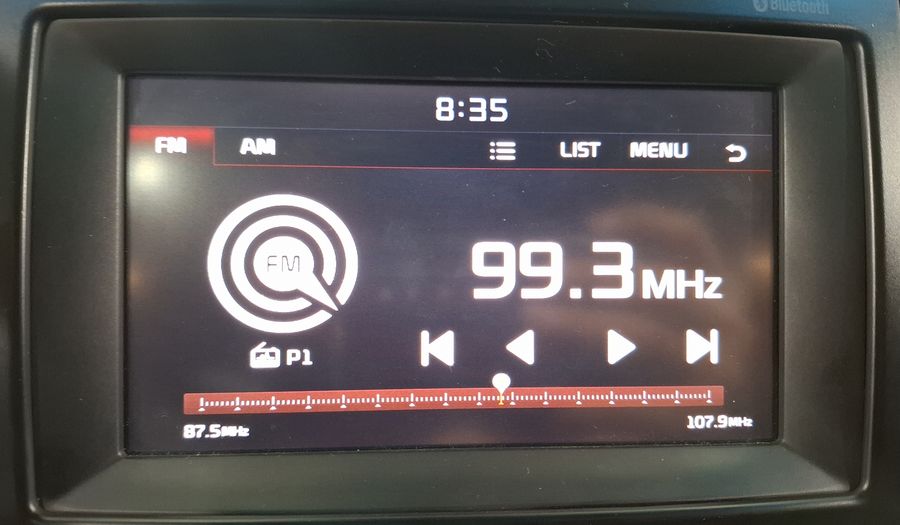 Bluetooth
8:35
FM AM LIST MENU
FM
99.3MHz
P1
87.5MHz 107.9MHz